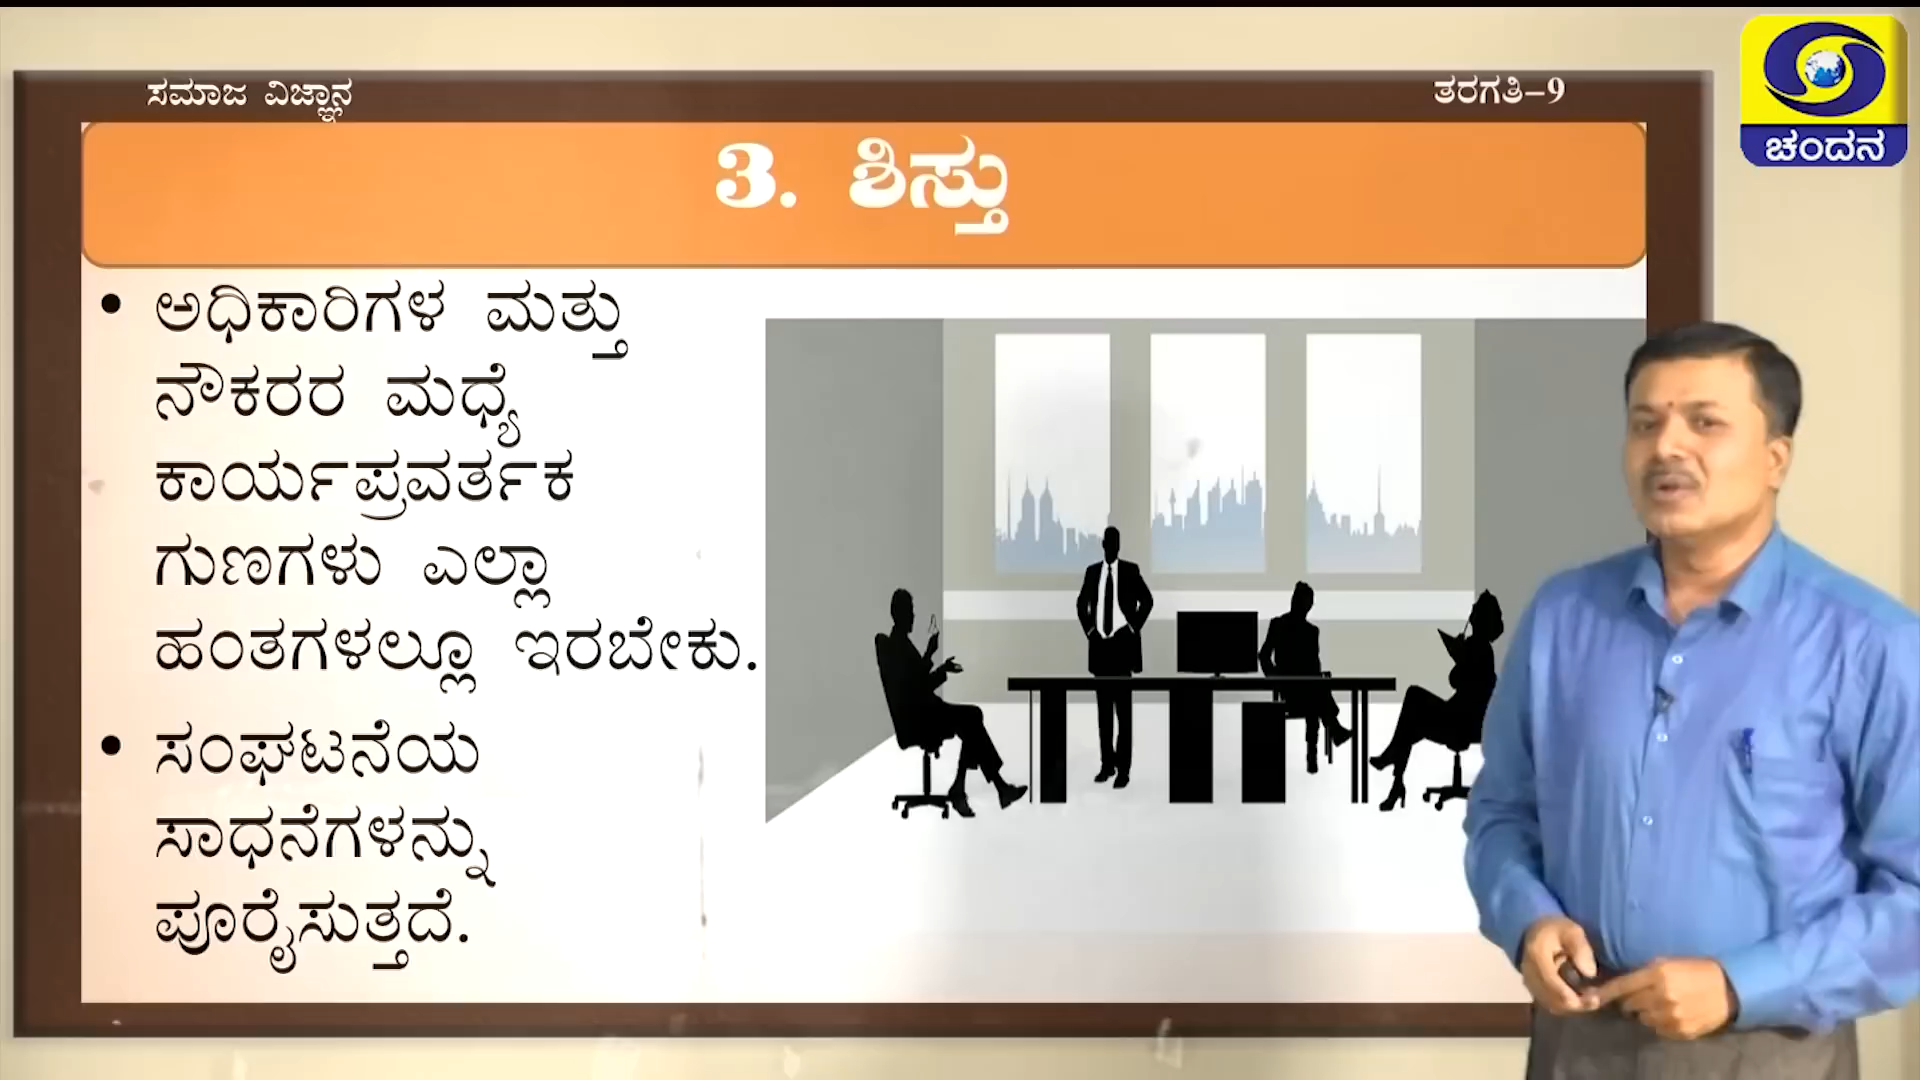 ಸಮಾಜ ವಿಜ್ಞಾನ
ತರಗತಿ–9
ಚಂದನ
3. ಶಿಸ್ತು
• ಅಧಿಕಾರಿಗಳ ಮತ್ತು
ನೌಕರರ ಮಧ್ಯೆ
ಕಾರ್ಯಪ್ರವರ್ತಕ
ಗುಣಗಳು ಎಲ್ಲಾ
ಹಂತಗಳಲ್ಲೂ ಇರಬೇಕು.
• ಸಂಘಟನೆಯ
ಸಾಧನೆಗಳನ್ನು
ಪೂರೈಸುತ್ತದೆ.